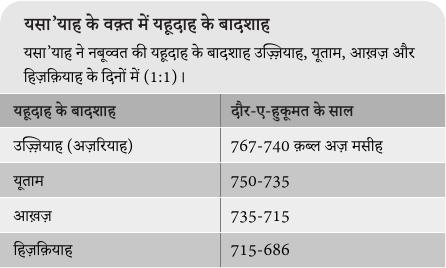 यसा’याह के वक़्त में यहूदाह के बादशाह
यसा’याह ने नबूव्वत की यहूदाह के बादशाह उज़्ज़ियाह, यूताम, आख़ज़ और
हिज़क़ियाह के दिनों में (1:1)।
यहूदाह के बादशाह दौर-ए-हुकूमत के साल
उज़्ज़ियाह (अज़रियाह) 767-740 क़ब्ल अज़ मसीह
यूताम 750-735
आख़ज़ 735-715
हिज़क़ियाह 715-686